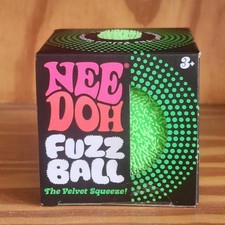 NEE
DOH
FUZZ
BALL
The Velvet Squeeze!
3+